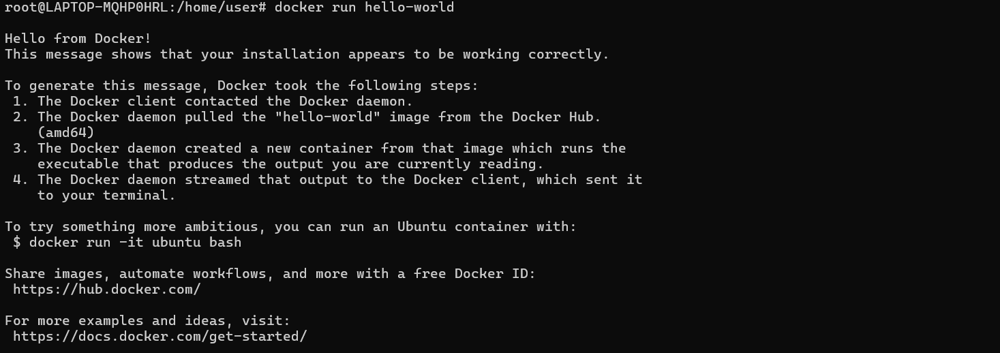 root@LAPTOP-MQHP0HRL:/home/user# docker run hello-world
Hello from Docker!
This message shows that your installation appears to be working correctly.
To generate this message, Docker took the following steps:
1. The Docker client contacted the Docker daemon.
2. The Docker daemon pulled the "hello-world" image from the Docker Hub.
(amd64)
3. The Docker daemon created a new container from that image which runs the
executable that produces the output you are currently reading.
4. The Docker daemon streamed that output to the Docker client, which sent it
to your terminal.
To try something more ambitious, you can run an Ubuntu container with:
$ docker run -it ubuntu bash
Share images, automate workflows, and more with a free Docker ID:
https://hub.docker.com/
For more examples and ideas, visit:
https://docs.docker.com/get-started/